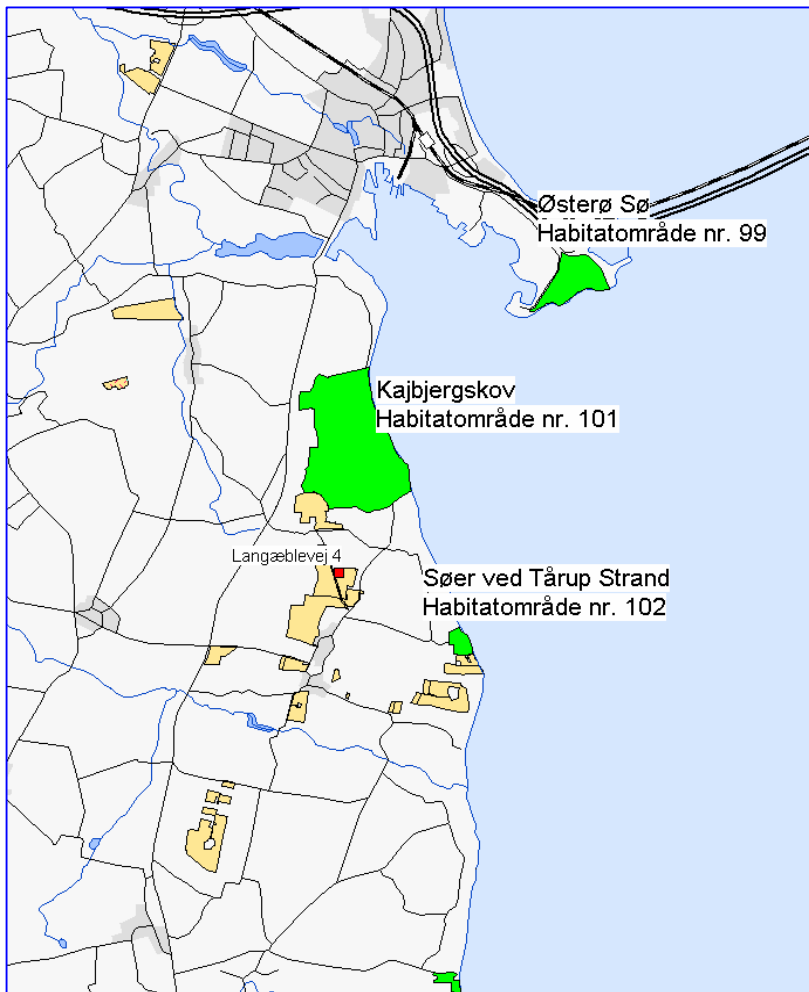 Østerø Sø
Habitatområde nr. 99
Kajbjergskov
Habitatområde nr. 101
Langæblevej 4
Søer ved Tårup Strand
Habitatområde nr. 102